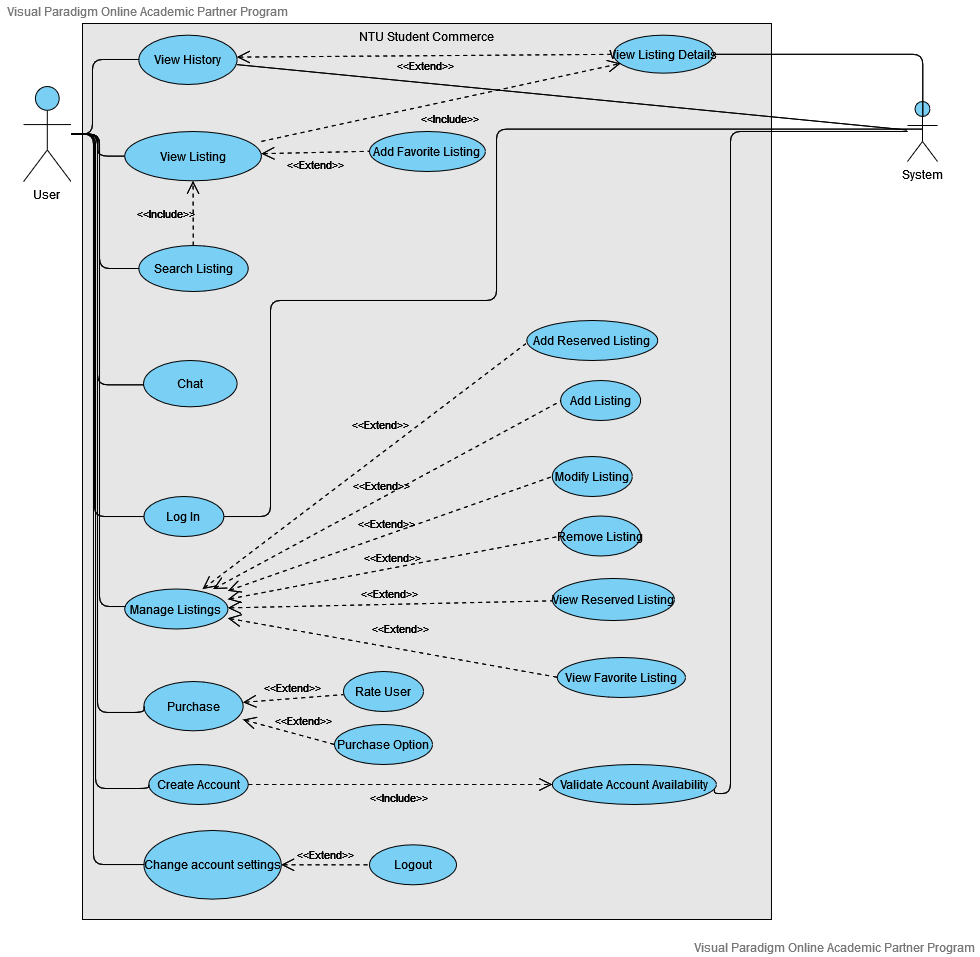 Visual Paradigm Online Academic Partner Program
NTU Student Commerce
View History
<<Extend>>
View Listing Details
User
System
<<Include>>
View Listing
<<Extend>>
Add Favorite Listing
<<Include>>
Search Listing
Add Reserved Listing
Chat
Add Listing
<<Extend>>
<<Extend>>
Modify Listing
Log In
<<Extend>>
Remove Listing
<<Extend>>
<<Extend>>
View Reserved Listing
Manage Listings
<<Extend>>
View Favorite Listing
<<Extend>>
Rate User
Purchase
<<Extend>>
Purchase Option
Create Account
<<Include>>
Validate Account Availability
Change account settings
<<Extend>>
Logout
Visual Paradigm Online Academic Partner Program